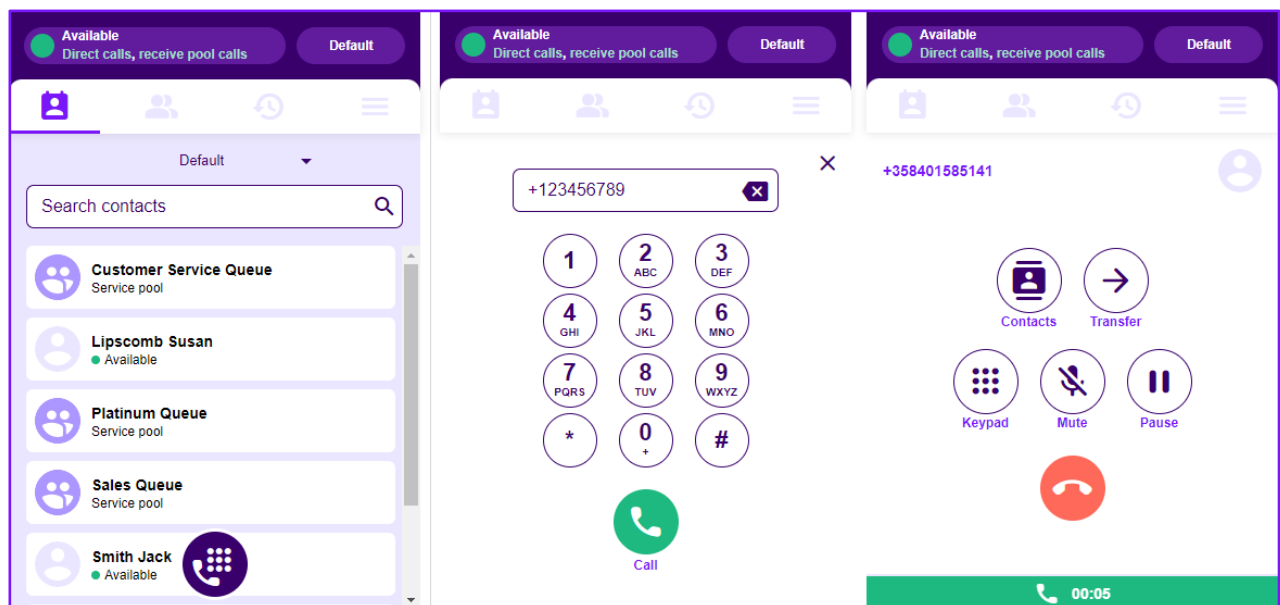 Available
Direct calls, receive pool calls
Default
Default
Search contacts
Customer Service Queue
Service pool
Lipscomb Susan
Available
Platinum Queue
Service pool
Sales Queue
Service pool
Smith Jack
Available
Available
Direct calls, receive pool calls
Default
+123456789
1 2 3
ABC DEF
4 5 6
GHI JKL MNO
7 8 9
PQRS TUV WXYZ
* 0 #
+
Call
Available
Direct calls, receive pool calls
Default
+358401585141
Contacts Transfer
Keypad Mute Pause
00:05